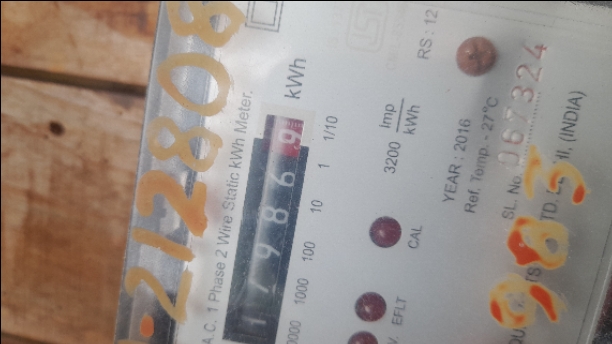 212808
A.C. 1 Phase 2 Wire Static kWh Meter.
1 7 9 8 6 9
kWh
1000 100 10 1 1/10
EFLT
CAL
3200 Imp/kWh
RS : 12
YEAR : 2016
Ref. Temp. - 27°C
SL. No. 067324
983
(INDIA)